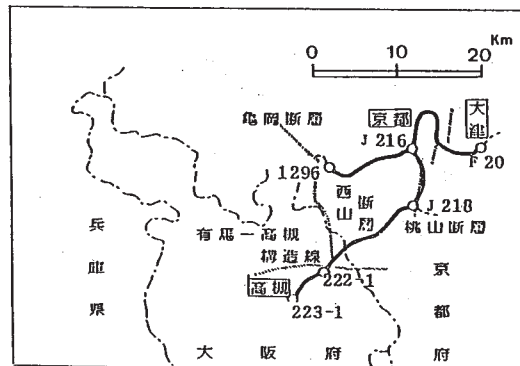 Km
0 10 20
大進
京都
亀岡断層
J 216
F 20
1296
西山断層
J 218
桃山断層
兵庫県
有馬－高槻
構造線
京都府
222-1
高槻
223-1
大阪府